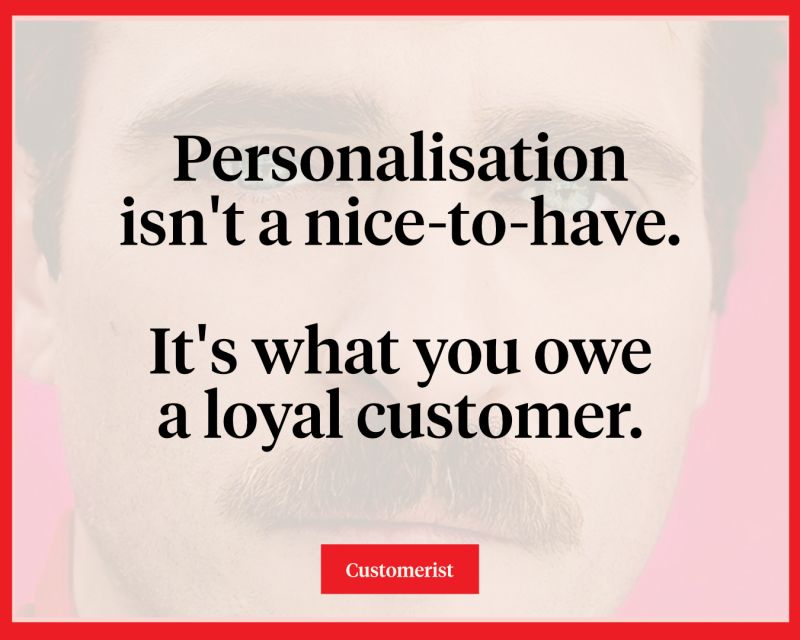 Personalisation
isn't a nice-to-have.
It's what you owe
a loyal customer.
Customerist